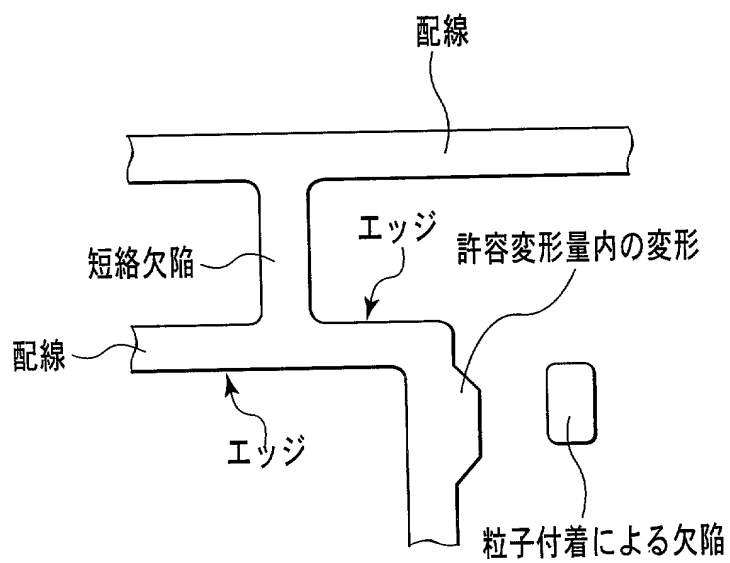 配線
エッジ
許容変形量内の変形
短絡欠陥
配線
エッジ
粒子付着による欠陥